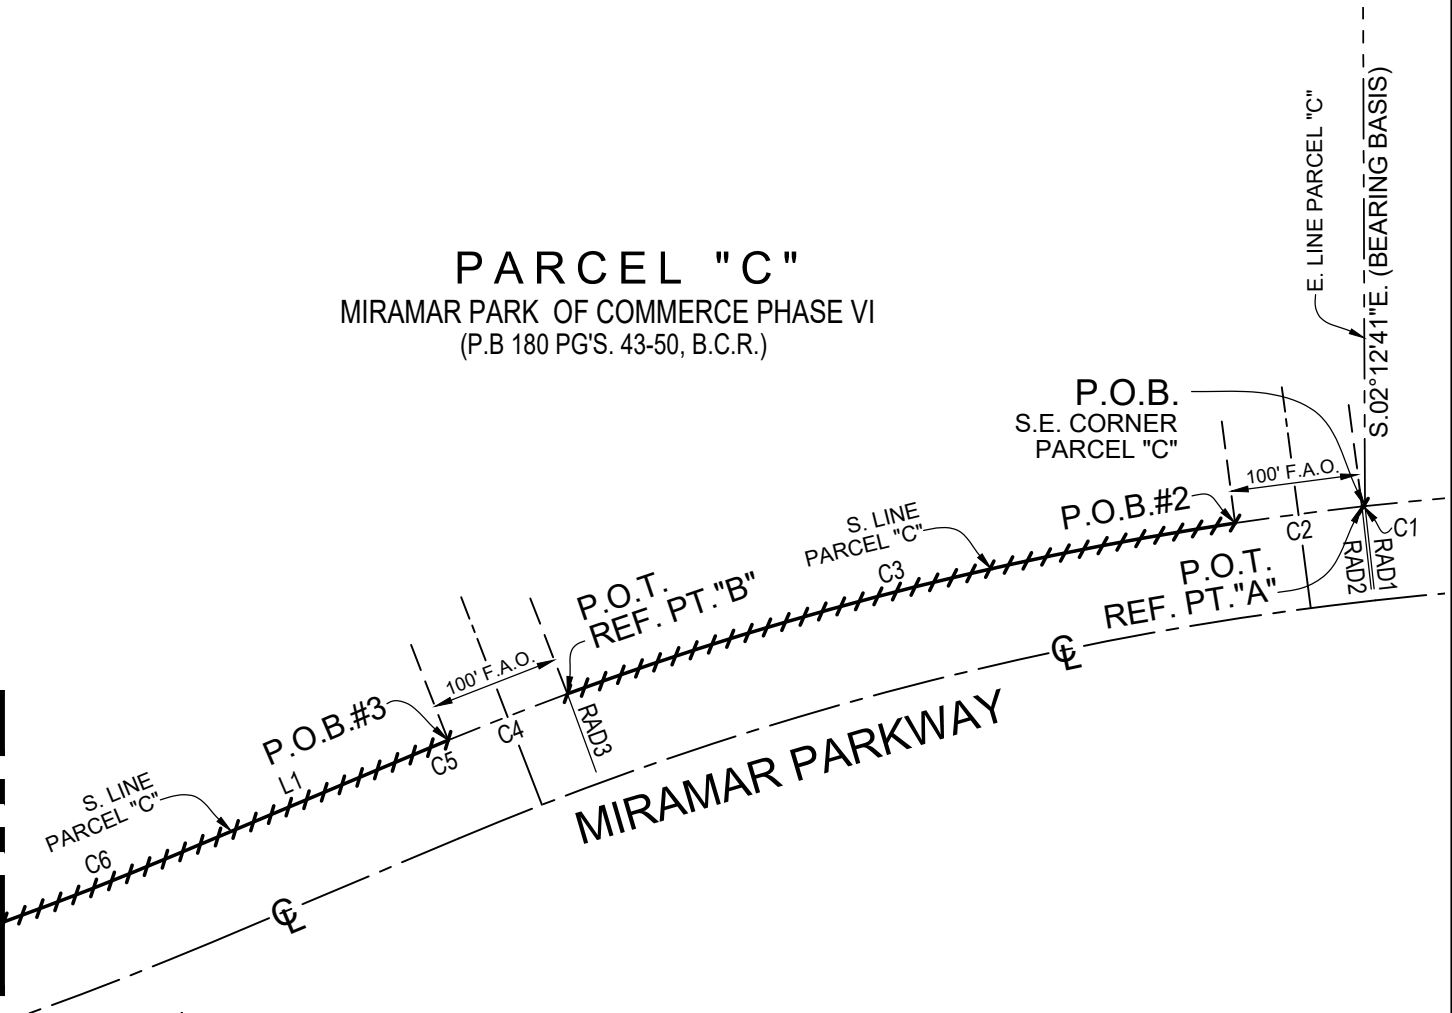 PARCEL "C"
MIRAMAR PARK OF COMMERCE PHASE VI
(P.B 180 PG'S. 43-50, B.C.R.)
E. LINE PARCEL "C"
S.02°12'41"E. (BEARING BASIS)
P.O.B.
S.E. CORNER
PARCEL "C"
100' F.A.O.
P.O.B.#2
C2
C1
RAD2
RAD1
S. LINE
PARCEL "C"
C3
P.O.T.
REF. PT."A"
P.O.T.
REF. PT."B"
100' F.A.O.
RAD3
C4
C5
P.O.B.#3
L1
S. LINE
PARCEL "C"
C6
MIRAMAR PARKWAY
℄
℄